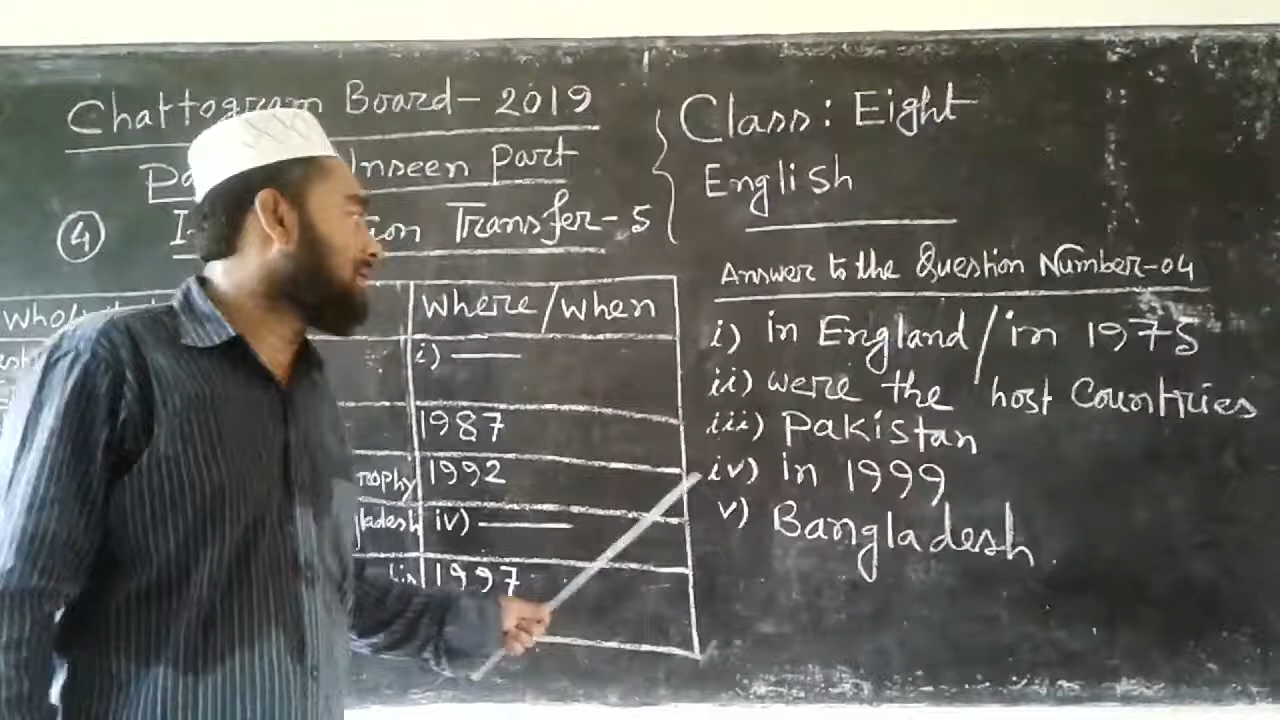 Chattogram Board - 2019
Unseen Part
④ Transfer - 5
where/when
i) ——
1987
trophy 1992
iv) ——
1997
Class: Eight
English
Answer to the Question Number-04
i) in England/in 1975
ii) were the host Countries
iii) Pakistan
iv) in 1999
v) Bangladesh